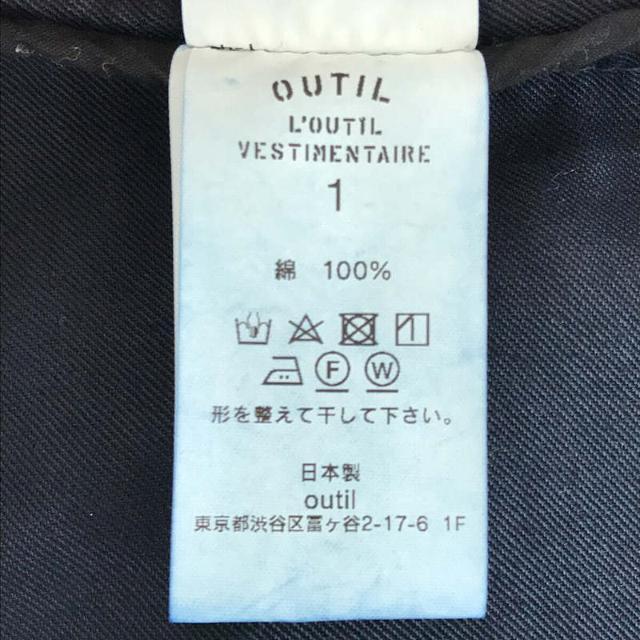 OUTIL
L'OUTIL
VESTIMENTAIRE
1
綿 100%
F W
形を整えて干して下さい。
日本製
outil
東京都渋谷区富ヶ谷2-17-6 1F